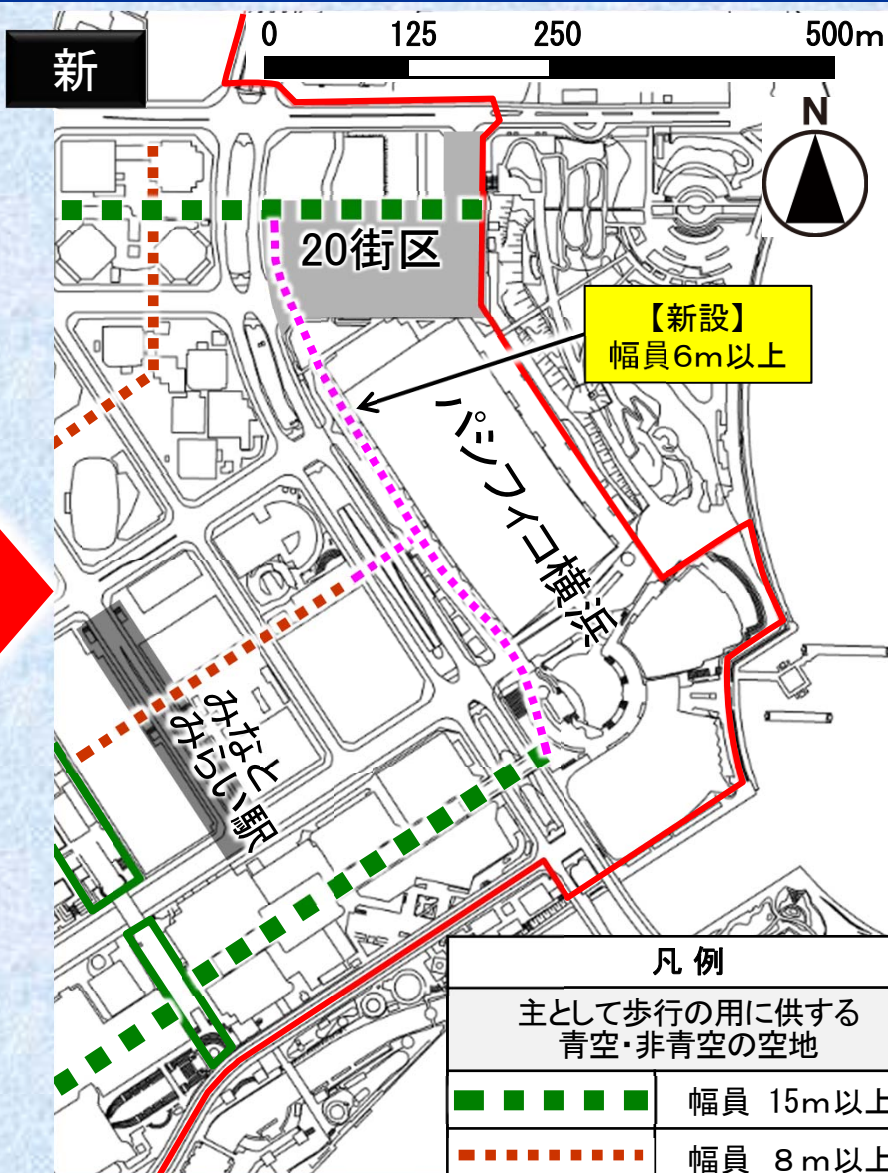 新
0 125 250 500m
N
20街区
【新設】
幅員6m以上
パシフィコ横浜
みなと
みらい駅
凡 例
主として歩行の用に供する
青空・非青空の空地
幅員 15m以上
幅員 8m以上